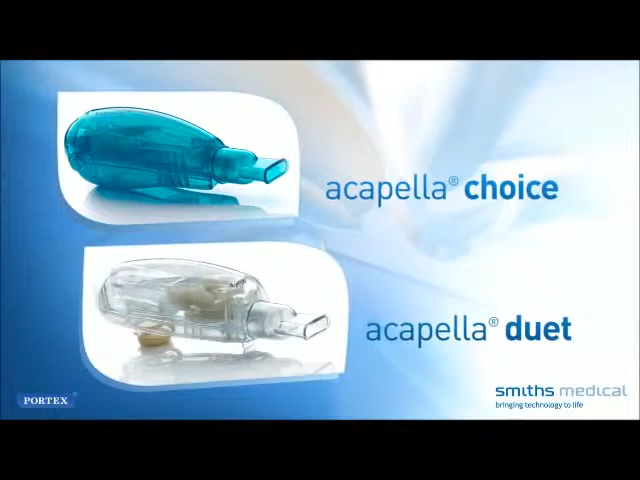 acapella® choice
acapella® duet
PORTEX
smiths medical
bringing technology to life